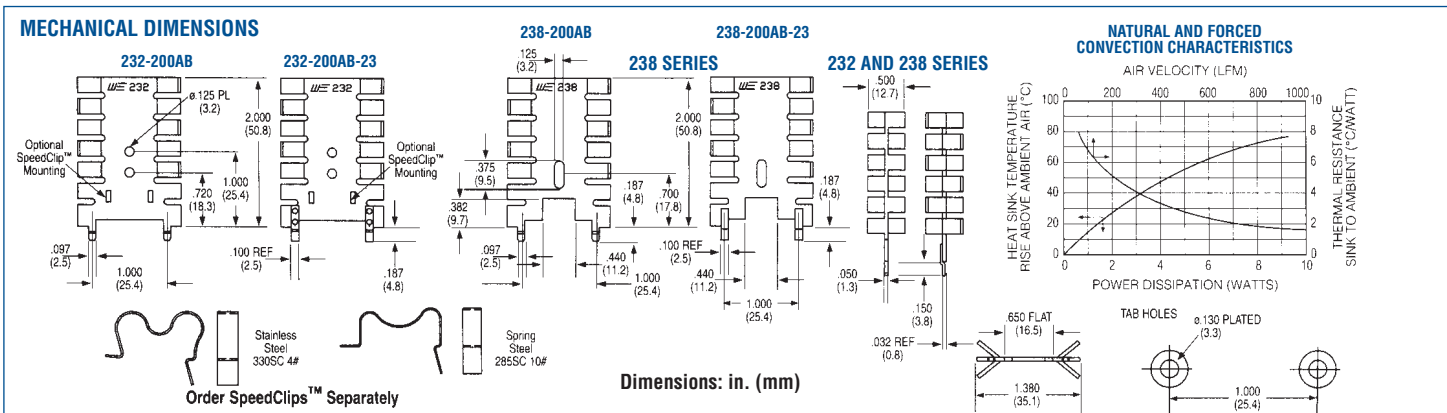 MECHANICAL DIMENSIONS
232-200AB
232-200AB-23
238-200AB
238 SERIES
238-200AB-23
232 AND 238 SERIES
NATURAL AND FORCED
CONVECTION CHARACTERISTICS
232
ø.125 PL
(3.2)
Optional
SpeedClip™
Mounting
.720
(18.3)
1.000
(25.4)
2.000
(50.8)
.097
(2.5)
1.000
(25.4)
232
Optional
SpeedClip™
Mounting
.100 REF
(2.5)
.187
(4.8)
.125
(3.2)
238
.375
(9.5)
.382
(9.7)
.187
(4.8)
.700
(17.8)
2.000
(50.8)
.097
(2.5)
.440
(11.2)
1.000
(25.4)
238
.187
(4.8)
.100 REF
(2.5)
.440
(11.2)
1.000
(25.4)
.500
(12.7)
.050
(1.3)
.150
(3.8)
.032 REF
(0.8)
AIR VELOCITY (LFM)
0 200 400 600 800 1000
HEAT SINK TEMPERATURE
RISE ABOVE AMBIENT AIR (°C)
100
80
60
40
20
0
THERMAL RESISTANCE
SINK TO AMBIENT (°C/WATT)
10
8
6
4
2
0
0 2 4 6 8 10
POWER DISSIPATION (WATTS)
Stainless
Steel
330SC 4#
Spring
Steel
285SC 10#
Order SpeedClips™ Separately
Dimensions: in. (mm)
.650 FLAT
(16.5)
1.380
(35.1)
TAB HOLES
ø.130 PLATED
(3.3)
1.000
(25.4)